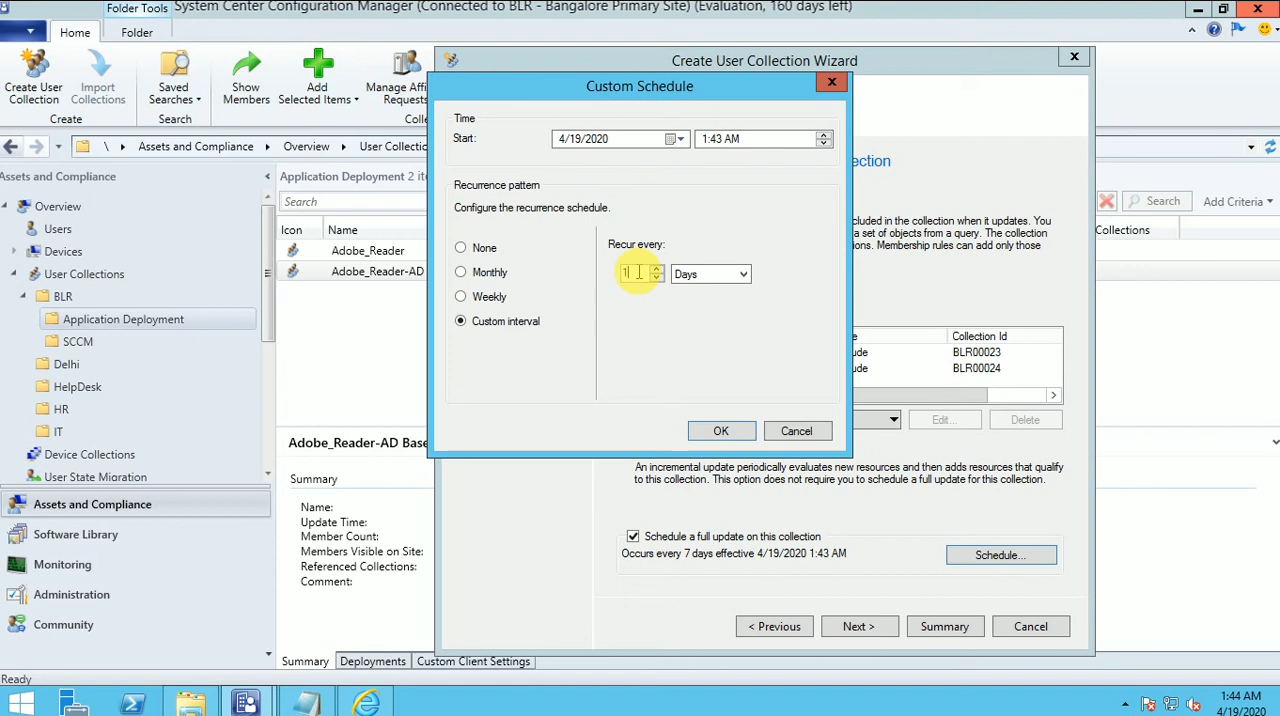 Folder Tools
System Center Configuration Manager (Connected to BLR - Bangalore Primary Site) (Evaluation, 160 days left)
Home
Folder
Create User Collection
Import Collections
Saved Searches
Show Members
Add Selected Items
Manage Affi
Requests
Create
Search
Colle
\ Assets and Compliance Overview User Collecti
Assets and Compliance
Overview
Users
Devices
User Collections
BLR
Application Deployment
SCCM
Delhi
HelpDesk
HR
IT
Device Collections
User State Migration
Assets and Compliance
Software Library
Monitoring
Administration
Community
Application Deployment 2 ite
Search
Search
Add Criteria
Icon Name
Collections
Adobe_Reader
Adobe_Reader-AD
Adobe_Reader-AD Base
Summary
Name:
Update Time:
Member Count:
Members Visible on Site:
Referenced Collections:
Comment:
Summary Deployments Custom Client Settings
Create User Collection Wizard
ection
cluded in the collection when it updates. You
a set of objects from a query.
embership rules can add only those
e Collection Id
ude BLR00023
ude BLR00024
Edit...
Delete
An incremental update periodically evaluates new resources and then adds resources that qualify
to this collection. This option does not require you to schedule a full update for this collection.
Schedule a full update on this collection
Occurs every 7 days effective 4/19/2020 1:43 AM
Schedule...
< Previous
Next >
Summary
Cancel
Custom Schedule
Time
Start:
4/19/2020
1:43 AM
Recurrence pattern
Configure the recurrence schedule.
None
Monthly
Weekly
Custom interval
Recur every:
1
Days
OK
Cancel
Ready
1:44 AM
4/19/2020